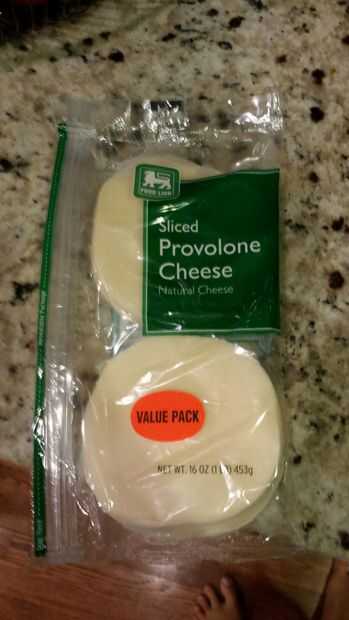 FOOD LION
Sliced
Provolone
Cheese
Natural Cheese
VALUE PACK
NET WT. 16 OZ (1 LB) 453g